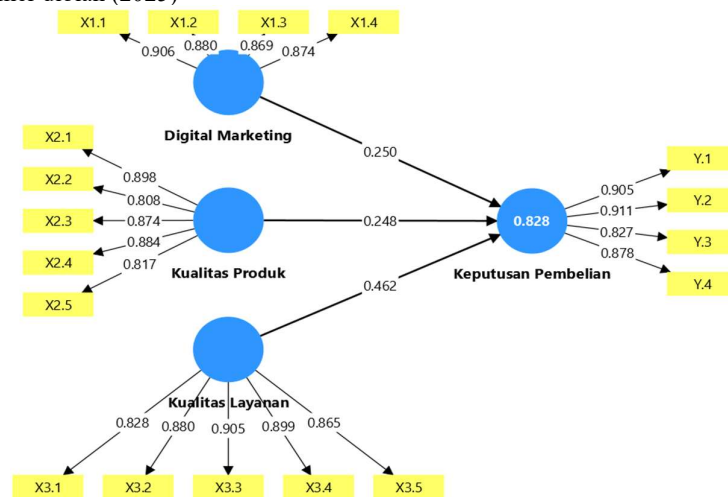 X1.1
X1.2
X1.3
X1.4
0.906
0.880
0.869
0.874
Digital Marketing
0.250
X2.1
X2.2
X2.3
X2.4
X2.5
0.898
0.808
0.874
0.884
0.817
Kualitas Produk
0.248
0.828
Keputusan Pembelian
Y.1
Y.2
Y.3
Y.4
0.905
0.911
0.827
0.878
0.462
Kualitas Layanan
0.828
0.880
0.905
0.899
0.865
X3.1
X3.2
X3.3
X3.4
X3.5